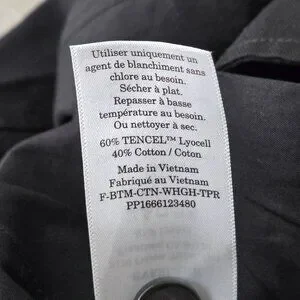 Utiliser uniquement un
agent de blanchiment sans
chlore au besoin.
Sécher à plat.
Repasser à basse
température au besoin.
Ou nettoyer à sec.
60% TENCEL™ Lyocell
40% Cotton / Coton
Made in Vietnam
Fabriqué au Vietnam
F-BTM-CTN-WHGH-TPR
PP1666123480